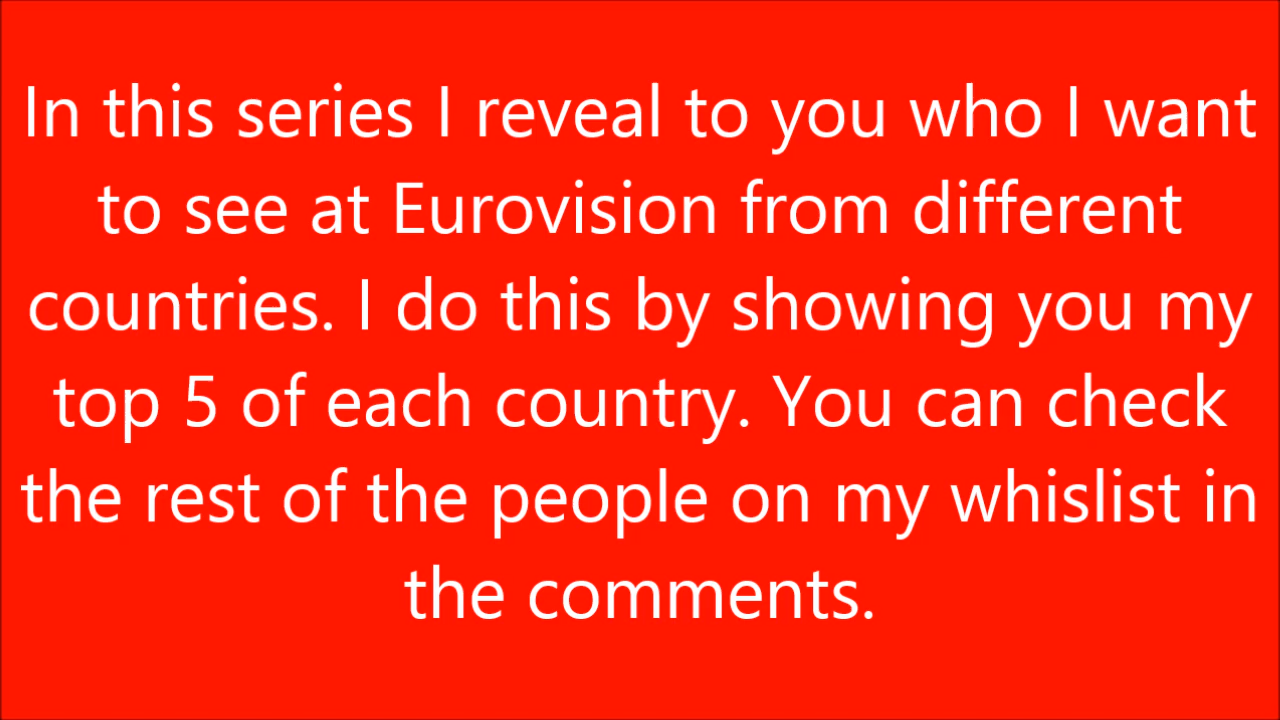 In this series I reveal to you who I want
to see at Eurovision from different
countries. I do this by showing you my
top 5 of each country. You can check
the rest of the people on my whislist in
the comments.